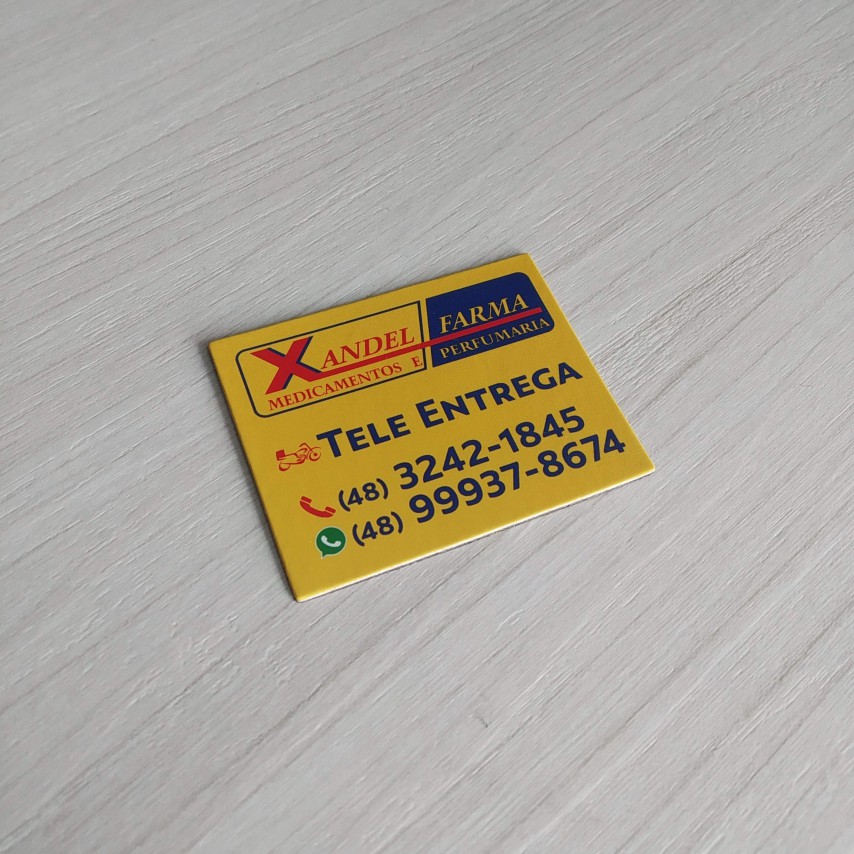 XANDEL FARMA
MEDICAMENTOS E PERFUMARIA
TELE ENTREGA
(48) 3242-1845
(48) 99937-8674